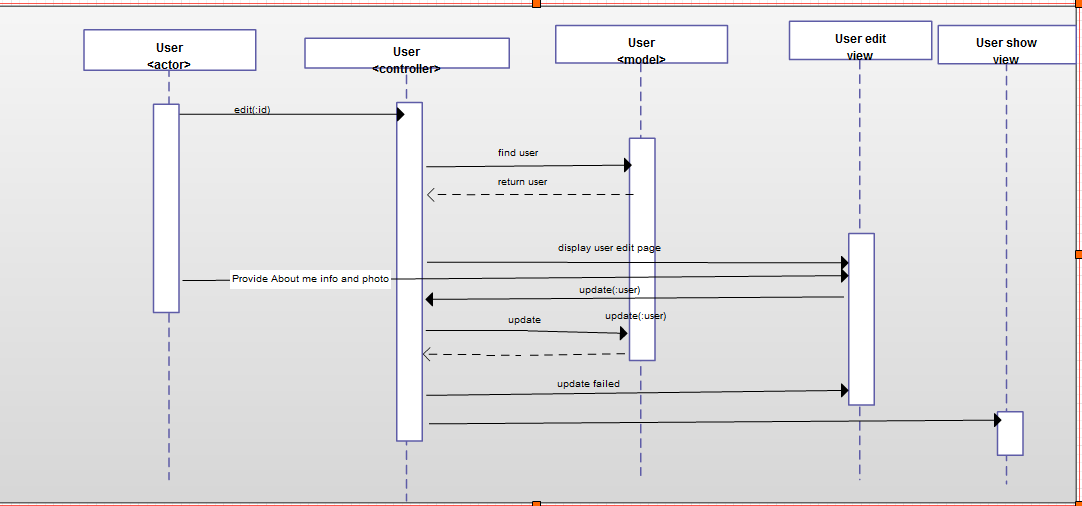 User
<actor>
User
<controller>
User
<model>
User edit
view
User show
view
edit(:id)
find user
return user
display user edit page
Provide About me info and photo
update(:user)
update
update(:user)
update failed